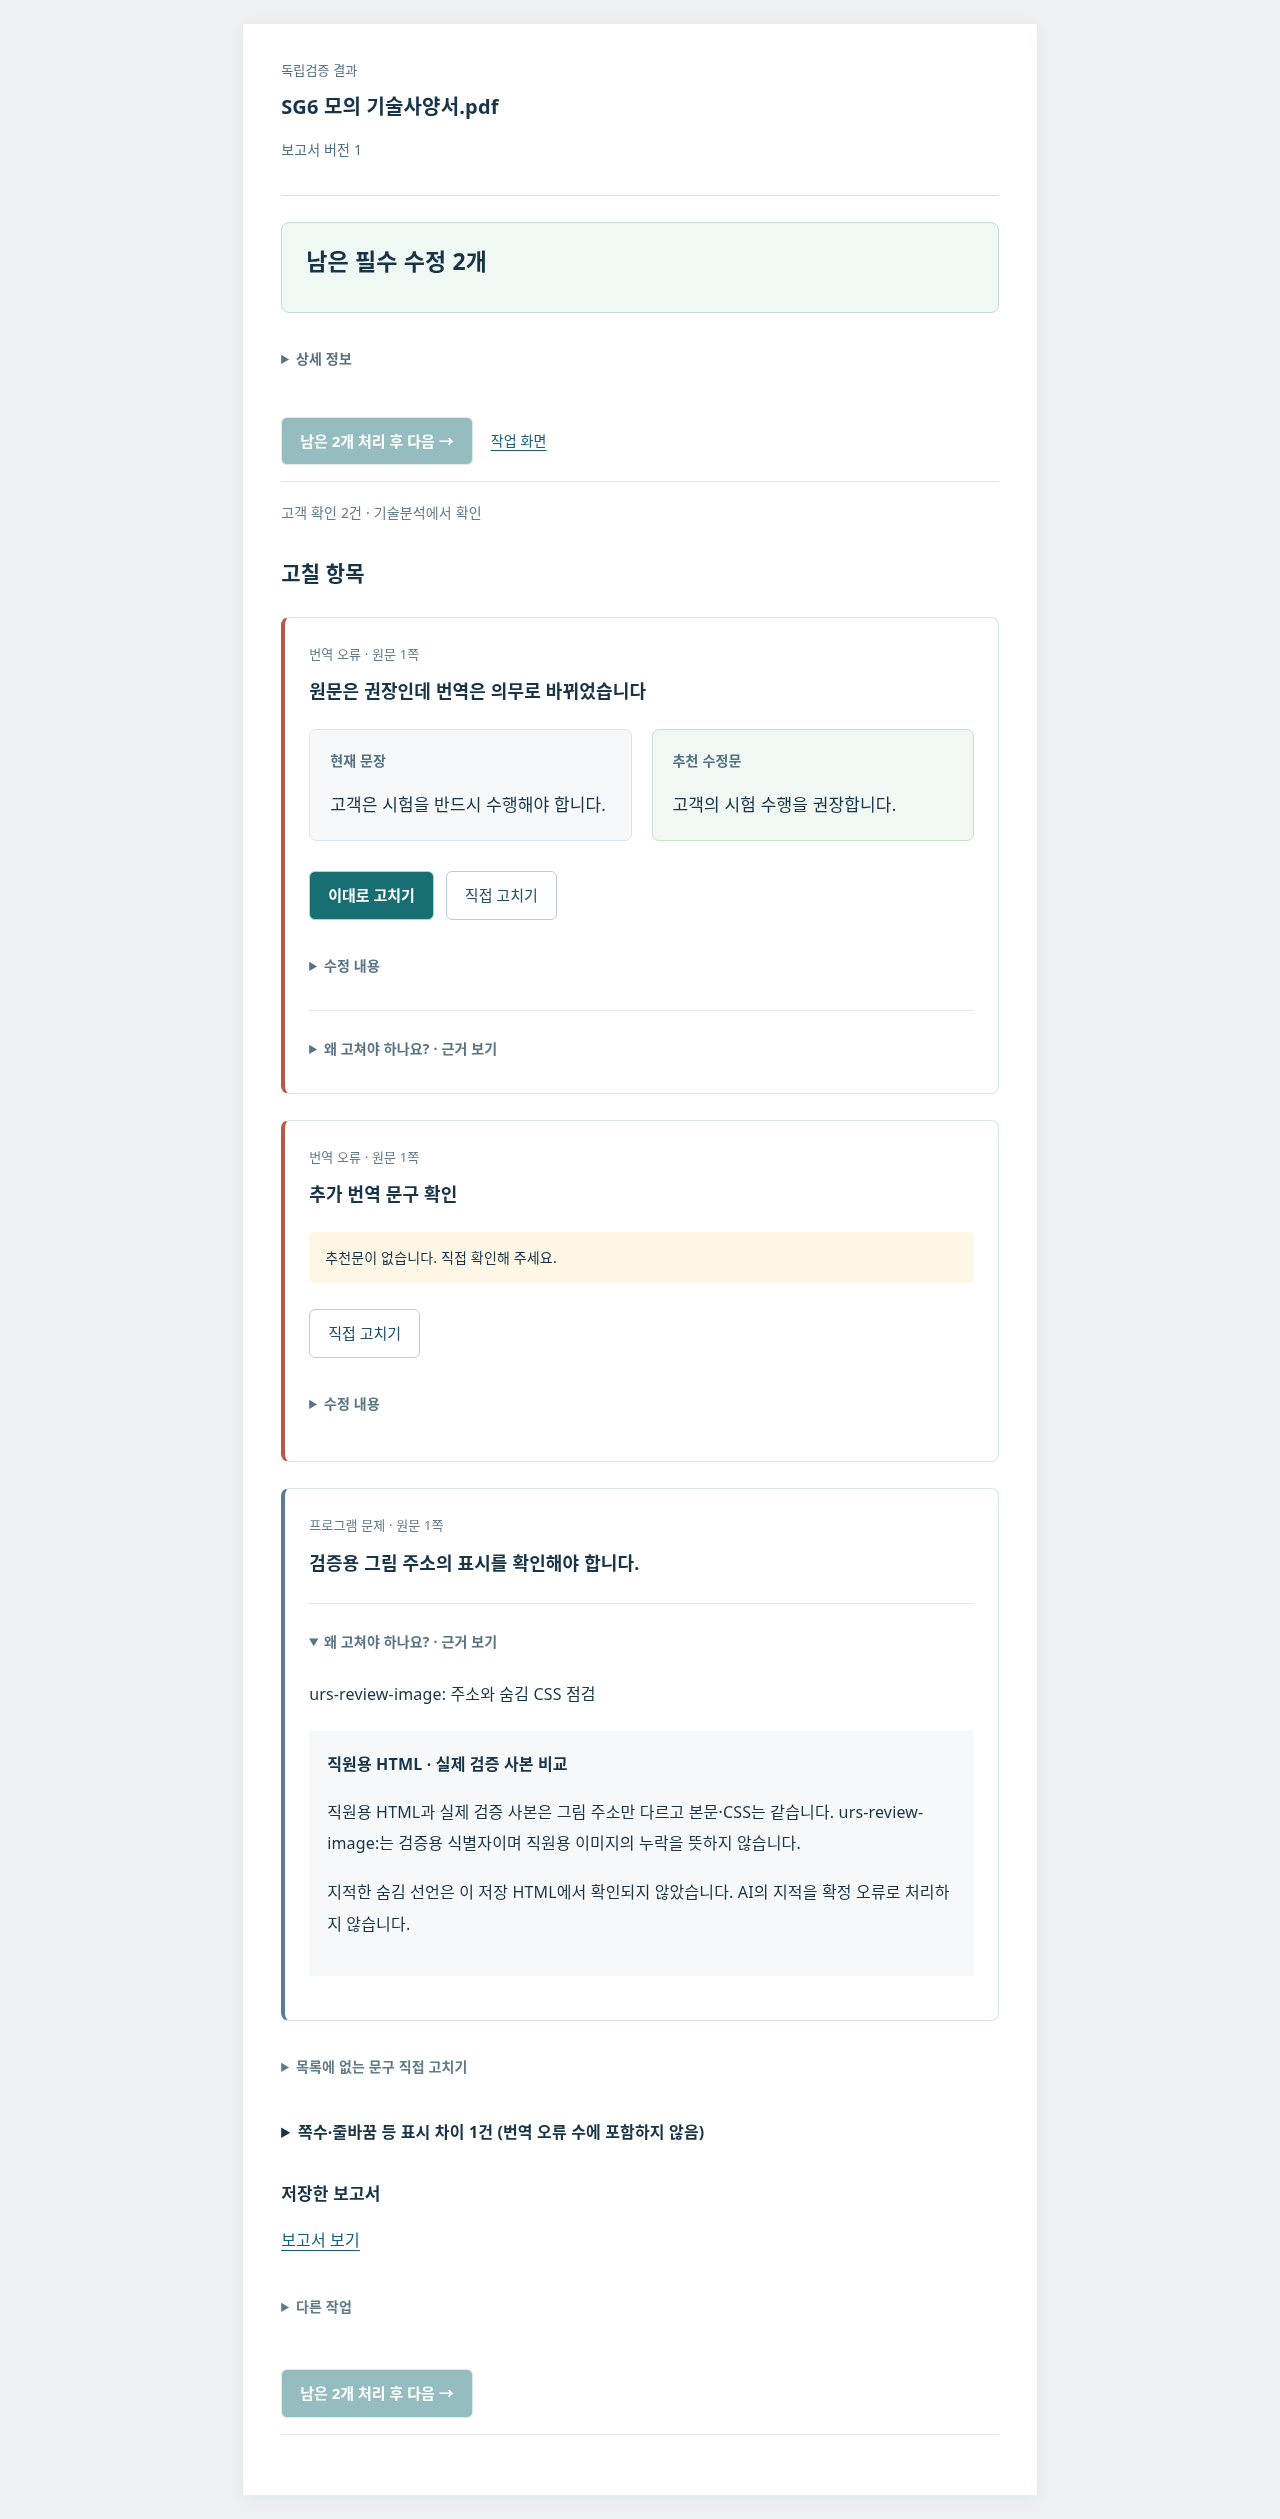 독립검증 결과
SG6 모의 기술사양서.pdf
보고서 버전 1
남은 필수 수정 2개
▶ 상세 정보
남은 2개 처리 후 다음 →
작업 화면
고객 확인 2건 · 기술분석에서 확인
고칠 항목
번역 오류 · 원문 1쪽
원문은 권장인데 번역은 의무로 바뀌었습니다
현재 문장
고객은 시험을 반드시 수행해야 합니다.
추천 수정문
고객의 시험 수행을 권장합니다.
이대로 고치기
직접 고치기
▶ 수정 내용
▶ 왜 고쳐야 하나요? · 근거 보기
번역 오류 · 원문 1쪽
추가 번역 문구 확인
추천문이 없습니다. 직접 확인해 주세요.
직접 고치기
▶ 수정 내용
프로그램 문제 · 원문 1쪽
검증용 그림 주소의 표시를 확인해야 합니다.
▼ 왜 고쳐야 하나요? · 근거 보기
urs-review-image: 주소와 숨김 CSS 점검
직원용 HTML · 실제 검증 사본 비교
직원용 HTML과 실제 검증 사본은 그림 주소만 다르고 본문·CSS는 같습니다. urs-review-
image:는 검증용 식별자이며 직원용 이미지의 누락을 뜻하지 않습니다.
지적한 숨김 선언은 이 저장 HTML에서 확인되지 않았습니다. AI의 지적을 확정 오류로 처리하
지 않습니다.
▶ 목록에 없는 문구 직접 고치기
▶ 쪽수·줄바꿈 등 표시 차이 1건 (번역 오류 수에 포함하지 않음)
저장한 보고서
보고서 보기
▶ 다른 작업
남은 2개 처리 후 다음 →